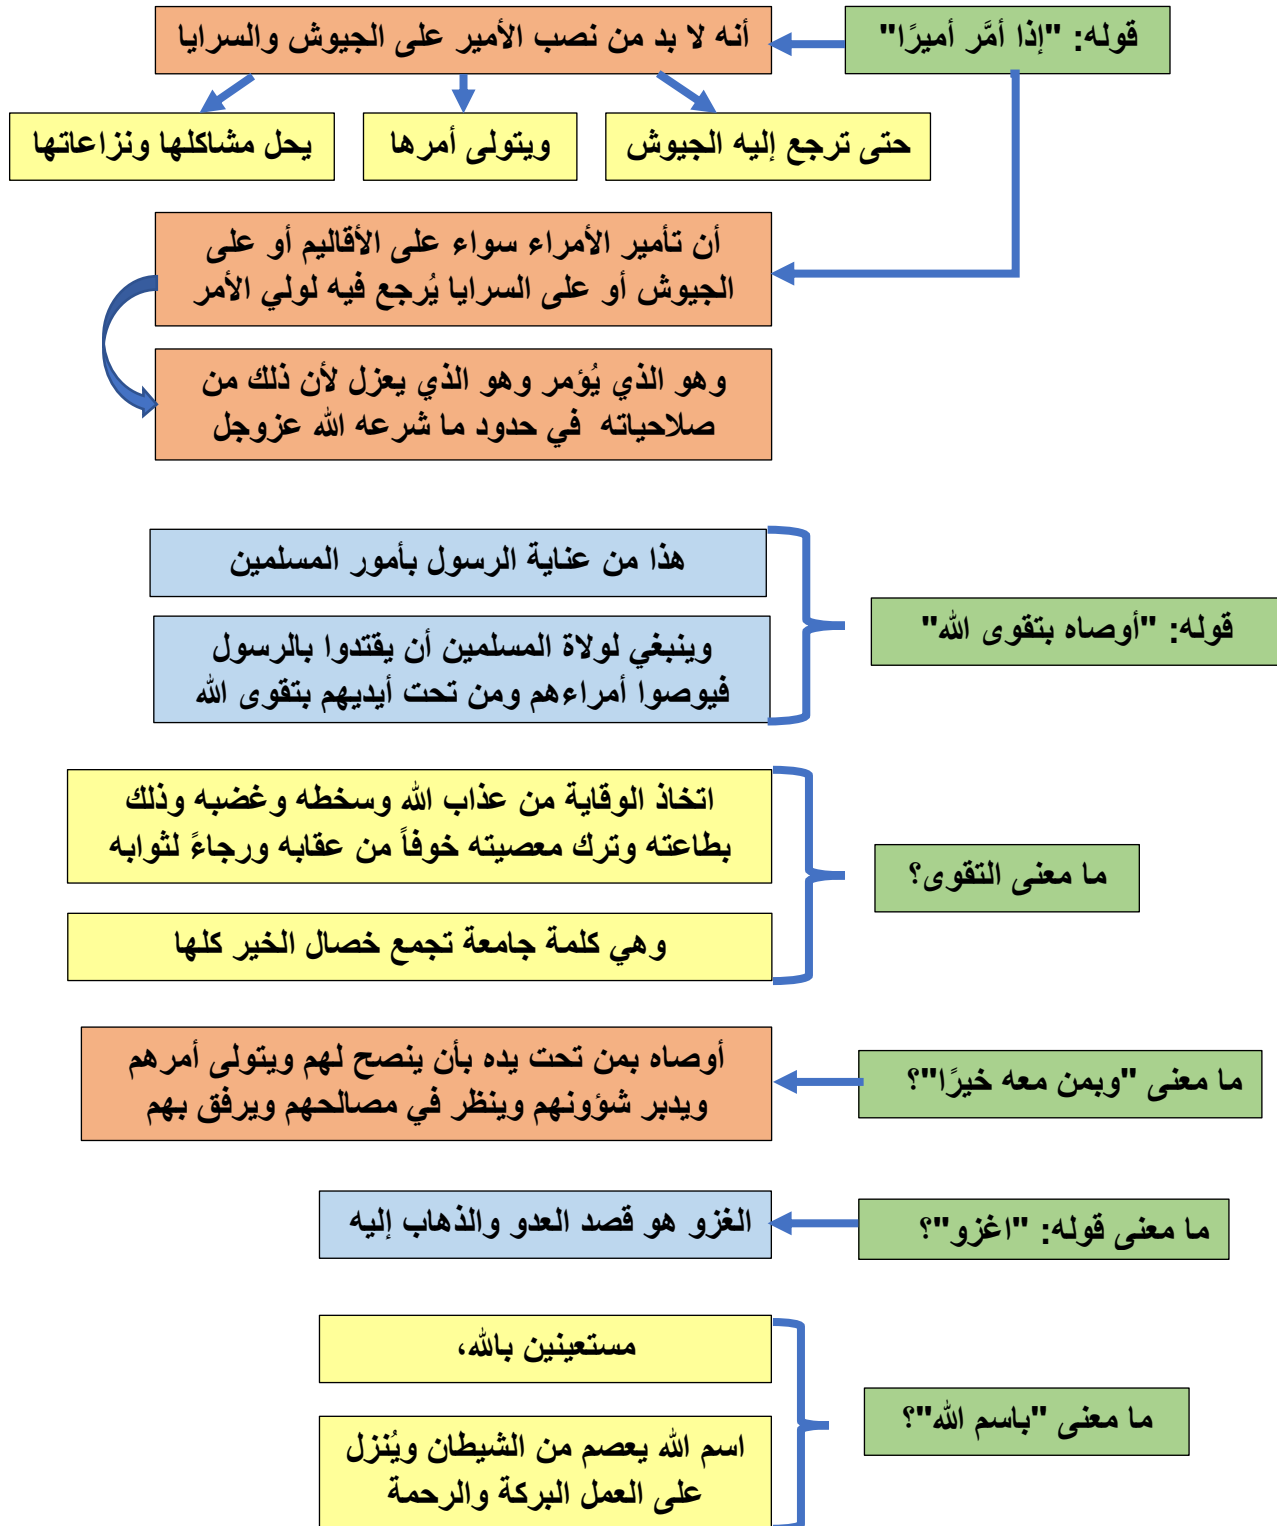 قوله: "إذا أمَّر أميرًا"
أنه لا بد من نصب الأمير على الجيوش والسرايا
حتى ترجع إليه الجيوش
ويتولى أمرها
يحل مشاكلها ونزاعاتها
أن تأمير الأمراء سواء على الأقاليم أو على
الجيوش أو على السرايا يُرجع فيه لولي الأمر
وهو الذي يُؤمر وهو الذي يعزل لأن ذلك من
صلاحياته في حدود ما شرعه الله عزوجل
قوله: "أوصاه بتقوى الله"
هذا من عناية الرسول بأمور المسلمين
وينبغي لولاة المسلمين أن يقتدوا بالرسول
فيوصوا أمراءهم ومن تحت أيديهم بتقوى الله
ما معنى التقوى؟
اتخاذ الوقاية من عذاب الله وسخطه وغضبه وذلك
بطاعته وترك معصيته خوفاً من عقابه ورجاءً لثوابه
وهي كلمة جامعة تجمع خصال الخير كلها
ما معنى "وبمن معه خيرًا"؟
أوصاه بمن تحت يده بأن ينصح لهم ويتولى أمرهم
ويدبر شؤونهم وينظر في مصالحهم ويرفق بهم
ما معنى قوله: "اغزو"؟
الغزو هو قصد العدو والذهاب إليه
ما معنى "باسم الله"؟
مستعينين بالله،
اسم الله يعصم من الشيطان ويُنزل
على العمل البركة والرحمة